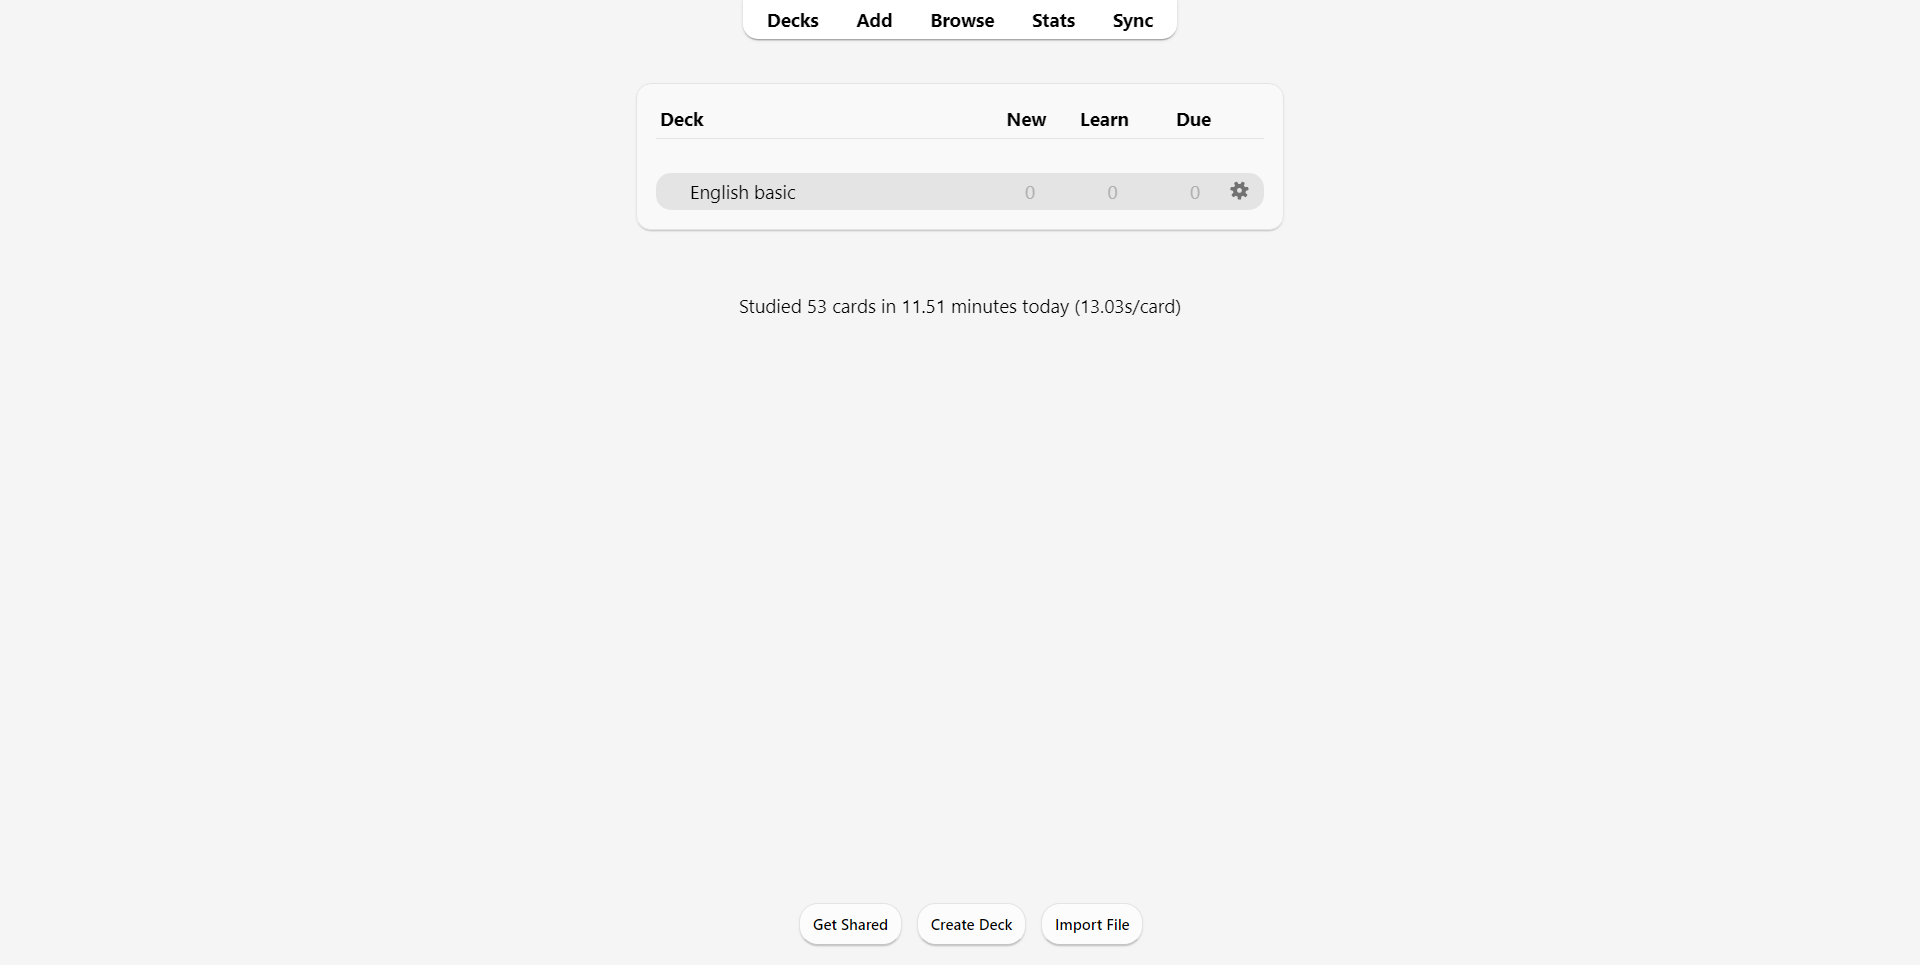 Decks Add Browse Stats Sync
Deck New Learn Due
English basic 0 0 0
Studied 53 cards in 11.51 minutes today (13.03s/card)
Get Shared Create Deck Import File